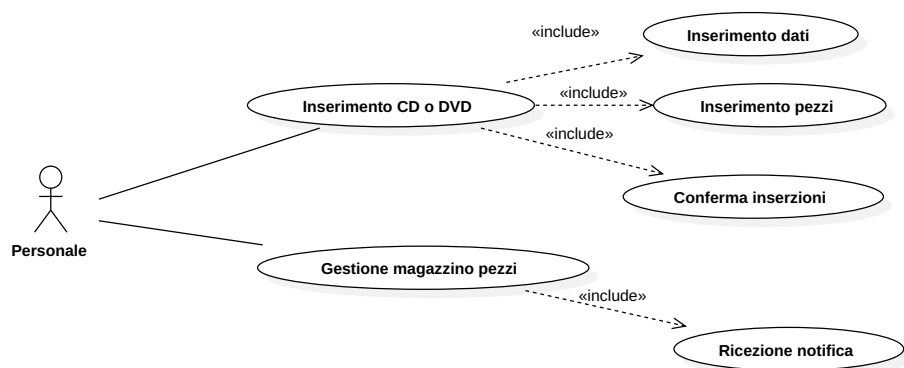 «include»
Inserimento dati
«include»
Inserimento CD o DVD
Inserimento pezzi
«include»
Conferma inserzioni
Personale
Gestione magazzino pezzi
«include»
Ricezione notifica